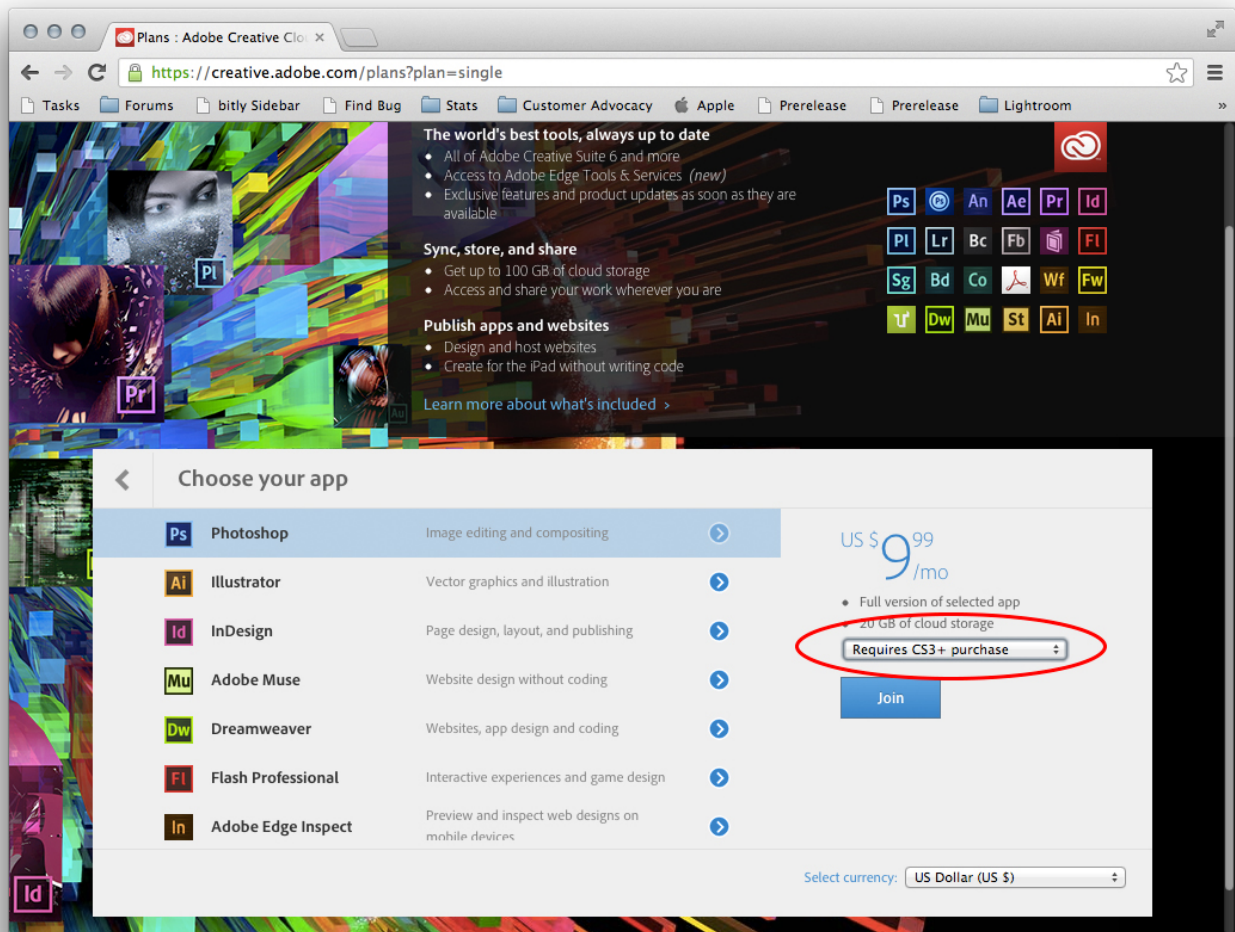 Plans : Adobe Creative Clo
https://creative.adobe.com/plans?plan=single
Tasks Forums bitly Sidebar Find Bug Stats Customer Advocacy Apple Prerelease Prerelease Lightroom »
The world's best tools, always up to date
• All of Adobe Creative Suite 6 and more
• Access to Adobe Edge Tools & Services (new)
• Exclusive features and product updates as soon as they are
available
Sync, store, and share
• Get up to 100 GB of cloud storage
• Access and share your work wherever you are
Publish apps and websites
• Design and host websites
• Create for the iPad without writing code
Learn more about what's included ›
Ps An Ae Pr Id
Pl Lr Bc Fb Fl
Sg Bd Co Wf Fw
Dw Mu St Ai In
Pl
Pr
Au
Id
Choose your app
Ps Photoshop Image editing and compositing
Ai Illustrator Vector graphics and illustration
Id InDesign Page design, layout, and publishing
Mu Adobe Muse Website design without coding
Dw Dreamweaver Websites, app design and coding
Fl Flash Professional Interactive experiences and game design
In Adobe Edge Inspect Preview and inspect web designs on
mobile devices
US $9 99
/mo
• Full version of selected app
• 20 GB of cloud storage
Requires CS3+ purchase
Join
Select currency: US Dollar (US $)